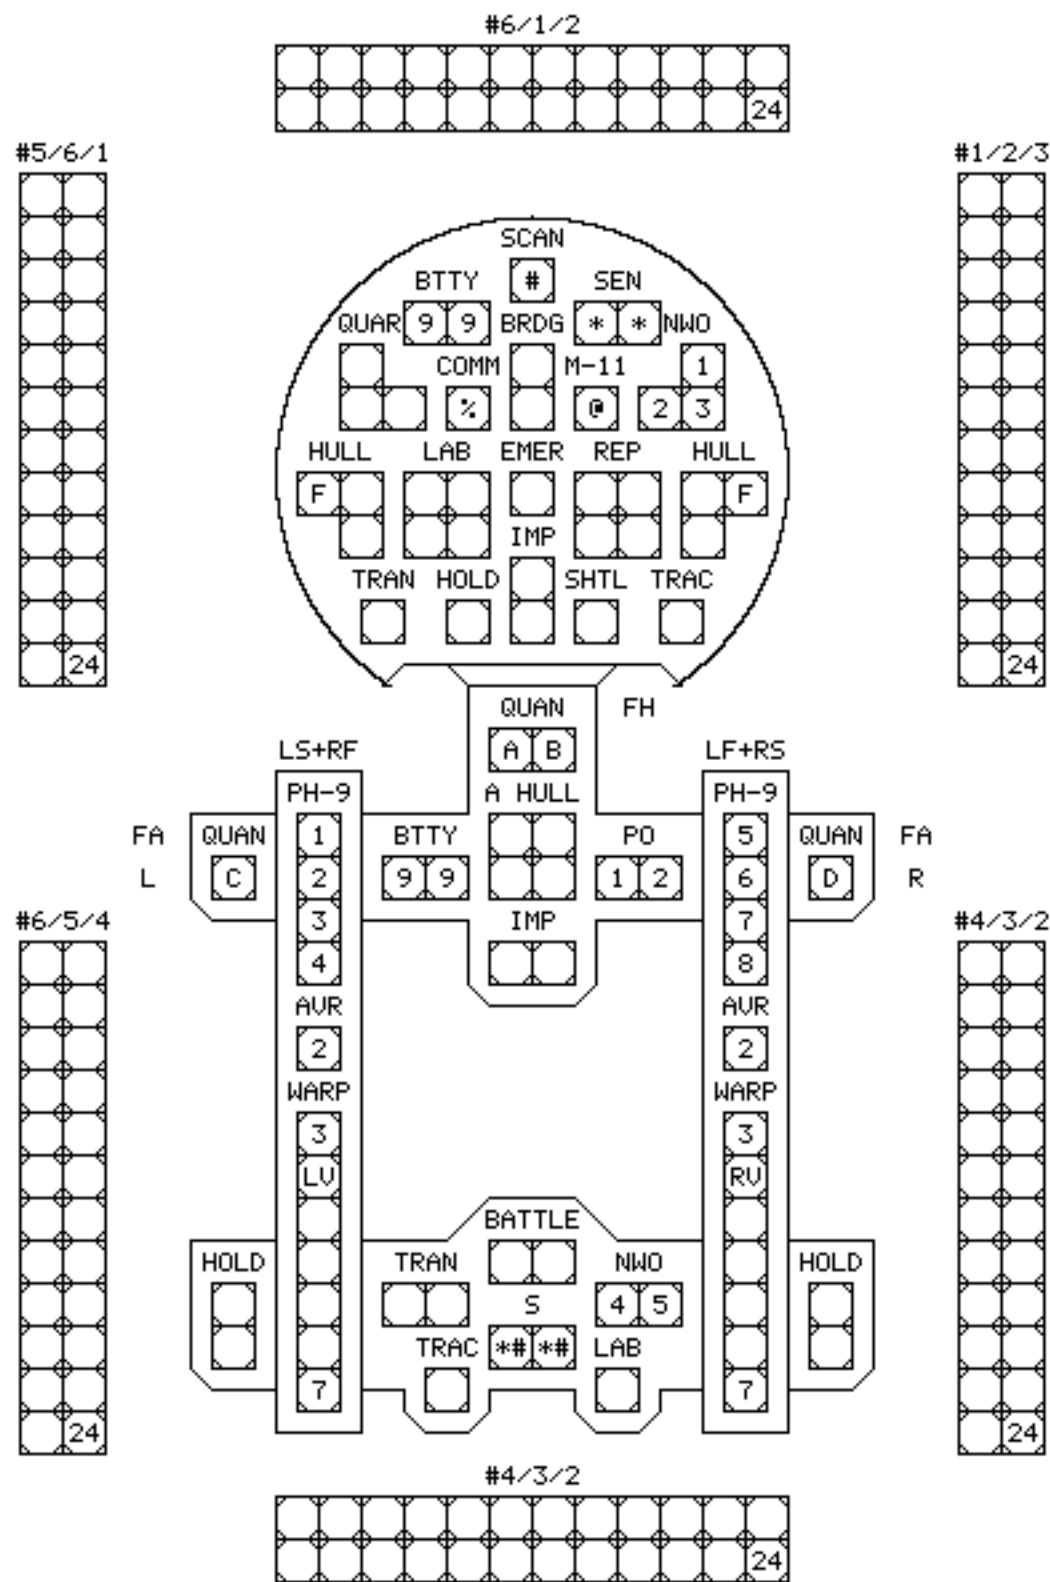 #6/1/2
24
#5/6/1 #1/2/3
SCAN
BTTY # SEN
QUAR 9 9 BRDG * * NWO
COMM M-11 1
% @ 2 3
HULL LAB EMER REP HULL
F F
IMP
TRAN HOLD SHTL TRAC
24 24
QUAN FH
LS+RF A B LF+RS
PH-9 A HULL PH-9
FA QUAN 1 BTTY PO 5 QUAN FA
L C 2 9 9 1 2 6 D R
#6/5/4 3 IMP 7 #4/3/2
4 8
AVR AVR
2 2
WARP WARP
3 3
LV RV
BATTLE
HOLD TRAN NWO HOLD
S 4 5
TRAC *# *# LAB
7 7
24 24
#4/3/2
24